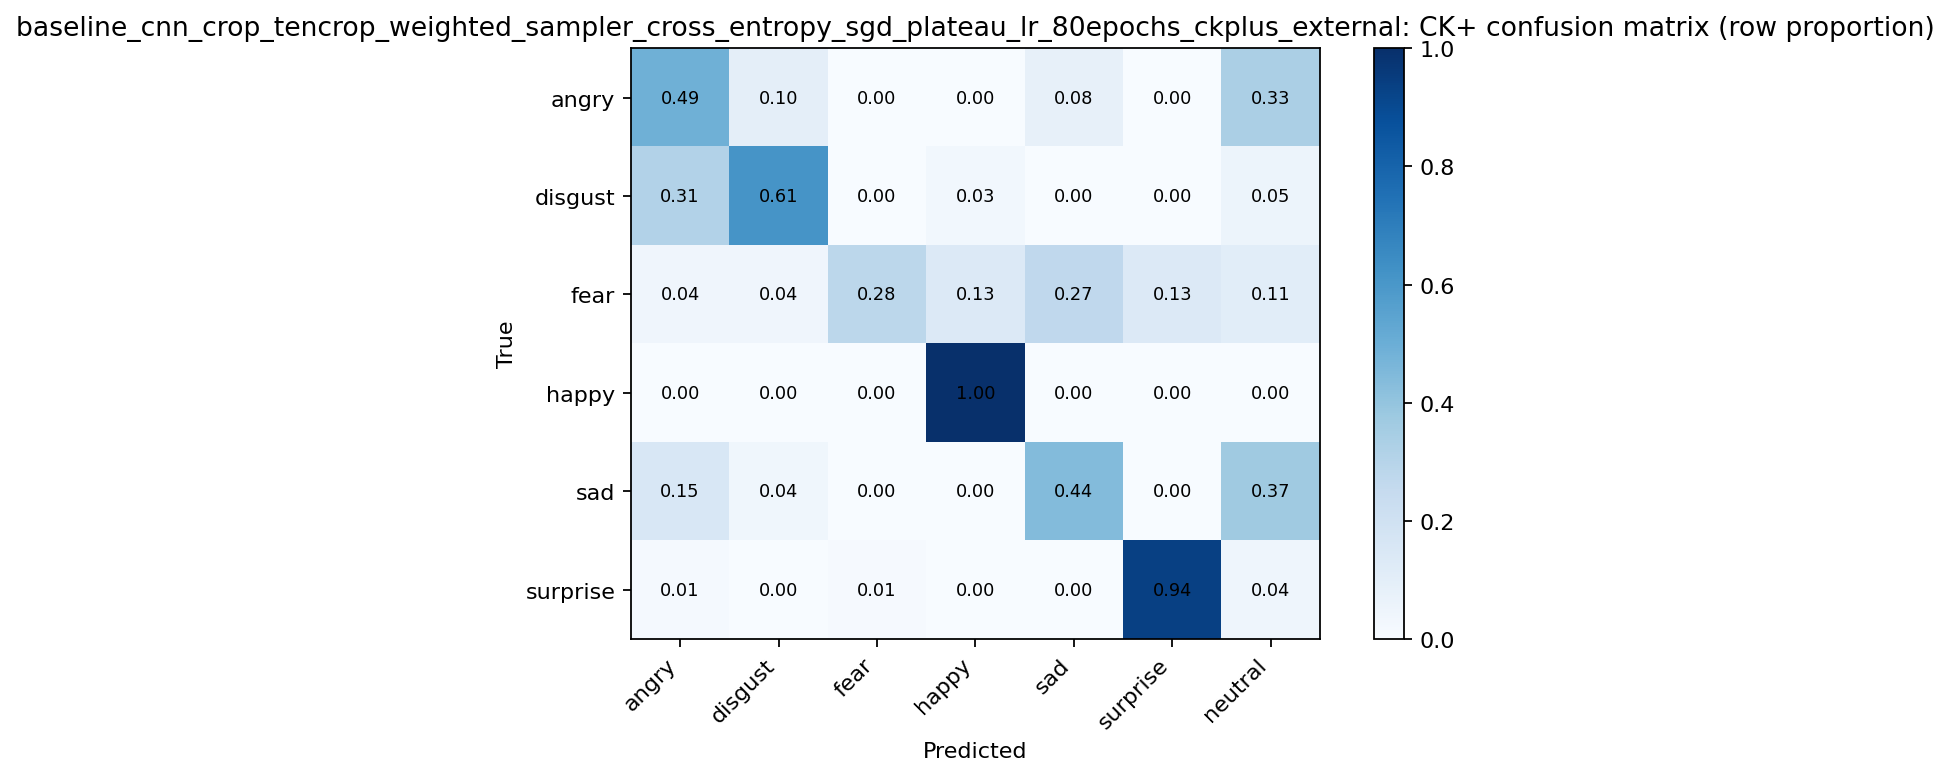 baseline_cnn_crop_tencrop_weighted_sampler_cross_entropy_sgd_plateau_lr_80epochs_ckplus_external: CK+ confusion matrix (row proportion)
angry 0.49 0.10 0.00 0.00 0.08 0.00 0.33
disgust 0.31 0.61 0.00 0.03 0.00 0.00 0.05
fear 0.04 0.04 0.28 0.13 0.27 0.13 0.11
happy 0.00 0.00 0.00 1.00 0.00 0.00 0.00
sad 0.15 0.04 0.00 0.00 0.44 0.00 0.37
surprise 0.01 0.00 0.01 0.00 0.00 0.94 0.04
True
angry disgust fear happy sad surprise neutral
Predicted
1.0
0.8
0.6
0.4
0.2
0.0